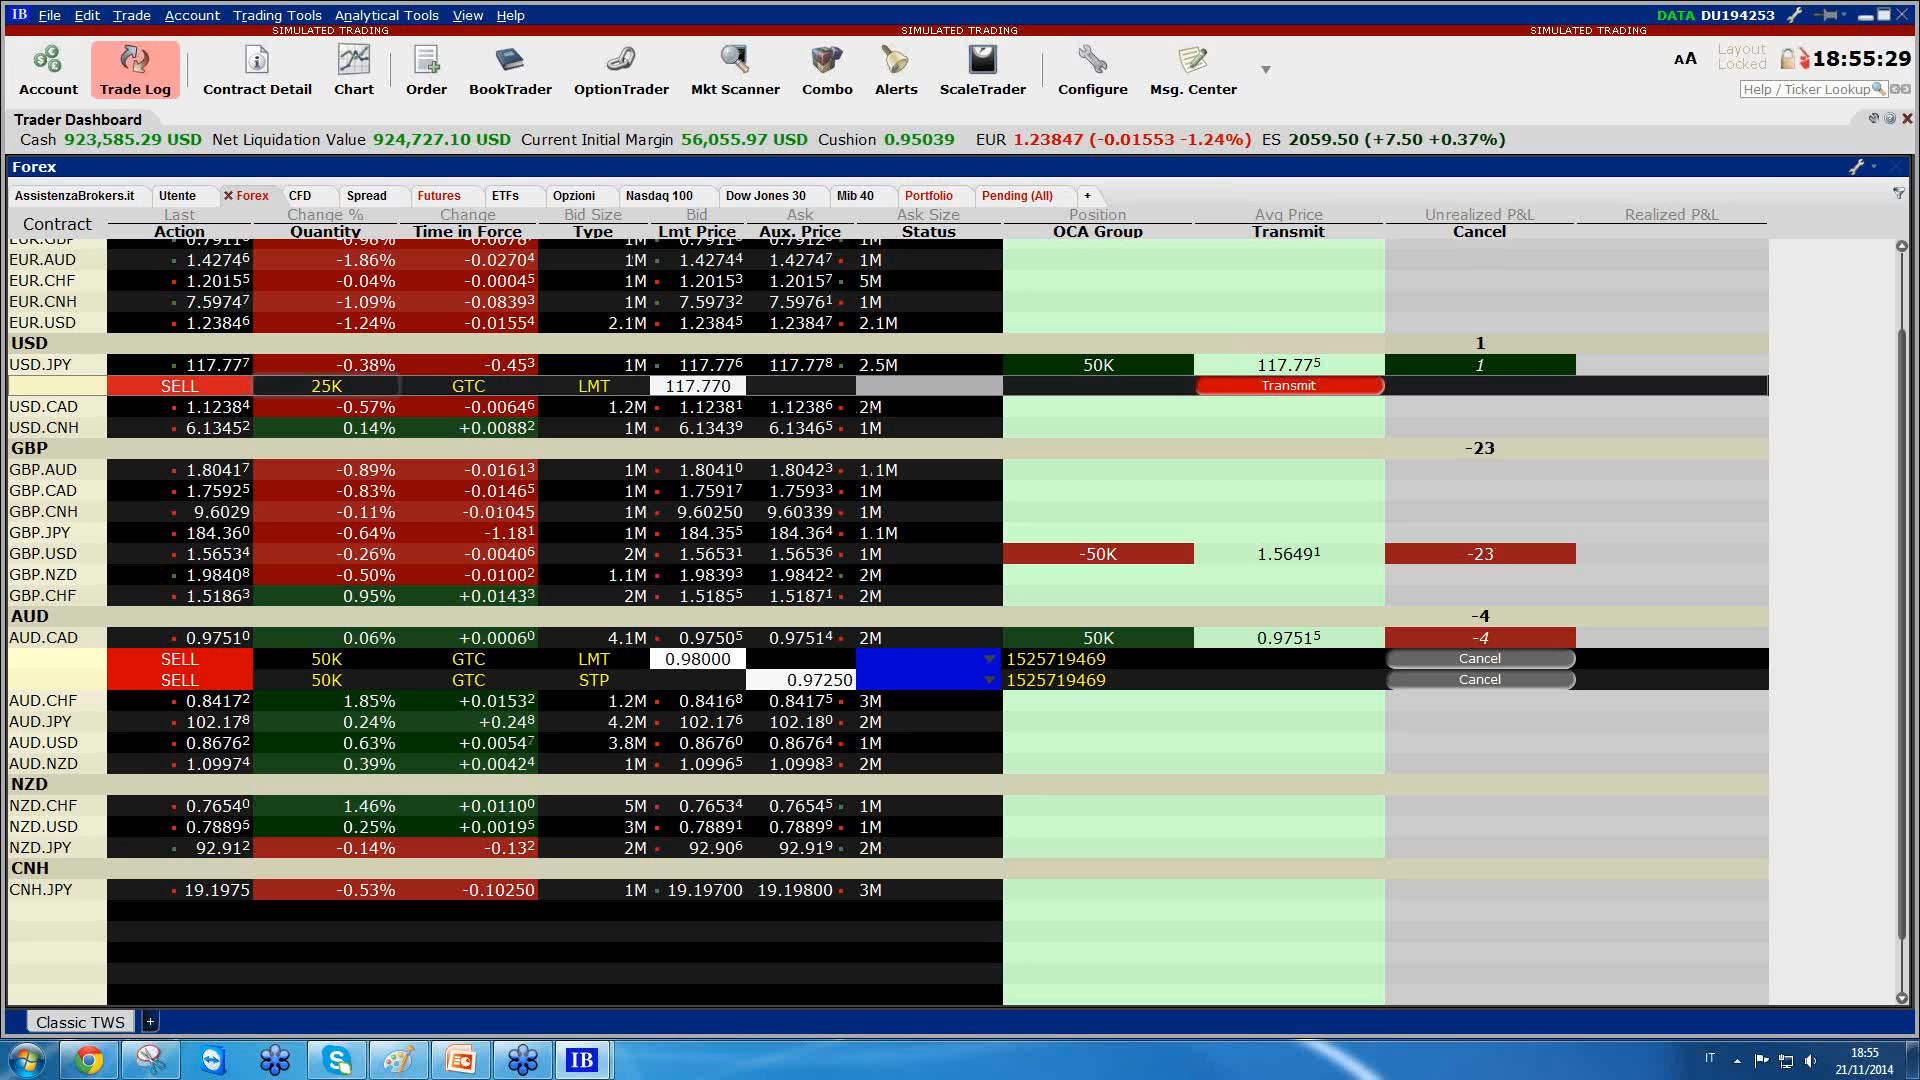 IB File Edit Trade Account Trading Tools Analytical Tools View Help DATA DU194253
SIMULATED TRADING SIMULATED TRADING SIMULATED TRADING
Account Trade Log Contract Detail Chart Order BookTrader OptionTrader Mkt Scanner Combo Alerts ScaleTrader Configure Msg. Center AA Layout Locked 18:55:29
Help / Ticker Lookup
Trader Dashboard
Cash 923,585.29 USD Net Liquidation Value 924,727.10 USD Current Initial Margin 56,055.97 USD Cushion 0.95039 EUR 1.23847 (-0.01553 -1.24%) ES 2059.50 (+7.50 +0.37%)
Forex
AssistenzaBrokers.it Utente X Forex CFD Spread Futures ETFs Opzioni Nasdaq 100 Dow Jones 30 Mib 40 Portfolio Pending (All) +
Contract Last Change % Change Bid Size Bid Ask Ask Size Position Avg Price Unrealized P&L Realized P&L
Action Quantity Time in Force Type Lmt Price Aux. Price Status OCA Group Transmit Cancel
EUR.GBP 0.7911 -0.98% -0.0078 1M 0.7911 0.7912 1M
EUR.AUD 1.42746 -1.86% -0.02704 1M 1.42744 1.42747 1M
EUR.CHF 1.20155 -0.04% -0.00045 1M 1.20153 1.20157 5M
EUR.CNH 7.59747 -1.09% -0.08393 1M 7.59732 7.59761 1M
EUR.USD 1.23846 -1.24% -0.01554 2.1M 1.23845 1.23847 2.1M
USD 1
USD.JPY 117.777 -0.38% -0.453 1M 117.776 117.778 2.5M 50K 117.775 1
SELL 25K GTC LMT 117.770 Transmit
USD.CAD 1.12384 -0.57% -0.00646 1.2M 1.12381 1.12386 2M
USD.CNH 6.13452 0.14% +0.00882 1M 6.13439 6.13465 1M
GBP -23
GBP.AUD 1.80417 -0.89% -0.01613 1M 1.80410 1.80423 1.1M
GBP.CAD 1.75925 -0.83% -0.01465 1M 1.75917 1.75933 1M
GBP.CNH 9.6029 -0.11% -0.01045 1M 9.60250 9.60339 1M
GBP.JPY 184.360 -0.64% -1.181 1M 184.355 184.364 1.1M
GBP.USD 1.56534 -0.26% -0.00406 2M 1.56531 1.56536 1M -50K 1.56491 -23
GBP.NZD 1.98408 -0.50% -0.01002 1.1M 1.98393 1.98422 2M
GBP.CHF 1.51863 0.95% +0.01433 2M 1.51855 1.51871 2M
AUD -4
AUD.CAD 0.97510 0.06% +0.00060 4.1M 0.97505 0.97514 2M 50K 0.97515 -4
SELL 50K GTC LMT 0.98000 1525719469 Cancel
SELL 50K GTC STP 0.97250 1525719469 Cancel
AUD.CHF 0.84172 1.85% +0.01532 1.2M 0.84168 0.84175 3M
AUD.JPY 102.178 0.24% +0.248 4.2M 102.176 102.180 2M
AUD.USD 0.86762 0.63% +0.00547 3.8M 0.86760 0.86764 1M
AUD.NZD 1.09974 0.39% +0.00424 1M 1.09965 1.09983 2M
NZD
NZD.CHF 0.76540 1.46% +0.01100 5M 0.76534 0.76545 1M
NZD.USD 0.78895 0.25% +0.00195 3M 0.78891 0.78899 1M
NZD.JPY 92.912 -0.14% -0.132 2M 92.906 92.919 2M
CNH
CNH.JPY 19.1975 -0.53% -0.10250 1M 19.19700 19.19800 3M
Classic TWS +
IB IT 18:55
21/11/2014